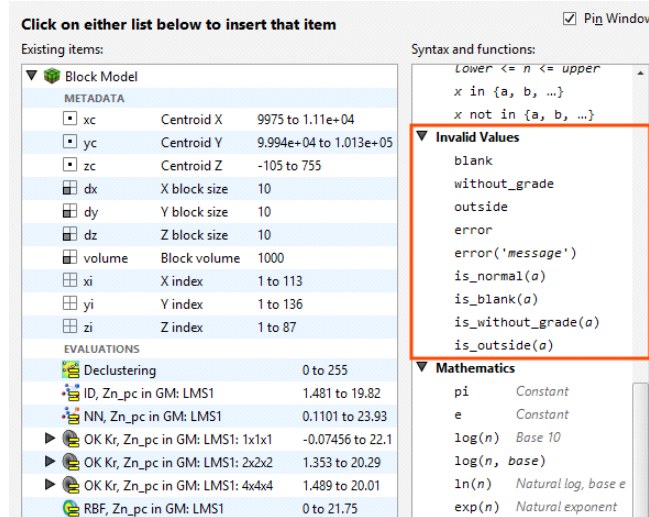 Click on either list below to insert that item
Pin Window
Existing items:
Syntax and functions:
Block Model
METADATA
xc Centroid X 9975 to 1.11e+04
yc Centroid Y 9.994e+04 to 1.013e+05
zc Centroid Z -105 to 755
dx X block size 10
dy Y block size 10
dz Z block size 10
volume Block volume 1000
xi X index 1 to 113
yi Y index 1 to 136
zi Z index 1 to 87
EVALUATIONS
Declustering 0 to 255
ID, Zn_pc in GM: LMS1 1.481 to 19.82
NN, Zn_pc in GM: LMS1 0.1101 to 23.93
OK Kr, Zn_pc in GM: LMS1: 1x1x1 -0.07456 to 22.1
OK Kr, Zn_pc in GM: LMS1: 2x2x2 1.353 to 20.29
OK Kr, Zn_pc in GM: LMS1: 4x4x4 1.489 to 20.01
RBF, Zn_pc in GM: LMS1 0 to 21.75
lower <= n <= upper
x in {a, b, …}
x not in {a, b, …}
Invalid Values
blank
without_grade
outside
error
error('message')
is_normal(a)
is_blank(a)
is_without_grade(a)
is_outside(a)
Mathematics
pi Constant
e Constant
log(n) Base 10
log(n, base)
ln(n) Natural log, base e
exp(n) Natural exponent